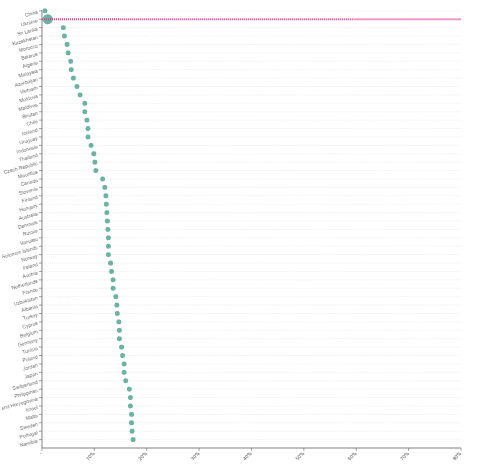 China
Ukraine
Sri Lanka
Kazakhstan
Morocco
Belarus
Algeria
Malaysia
Azerbaijan
Vietnam
Moldova
Maldives
Bhutan
Chile
Iceland
Uruguay
Indonesia
Thailand
Czech Republic
Mauritius
Canada
Slovenia
Finland
Hungary
Australia
Denmark
Russia
Vanuatu
Solomon Islands
Norway
Ireland
Austria
Netherlands
France
Uzbekistan
Albania
Turkey
Cyprus
Belgium
Germany
Tunisia
Poland
Jordan
Japan
Switzerland
Philippines
and Herzegovina
Israel
Malta
Sweden
Portugal
Namibia
10% 20% 30% 40% 50% 60% 70% 80%